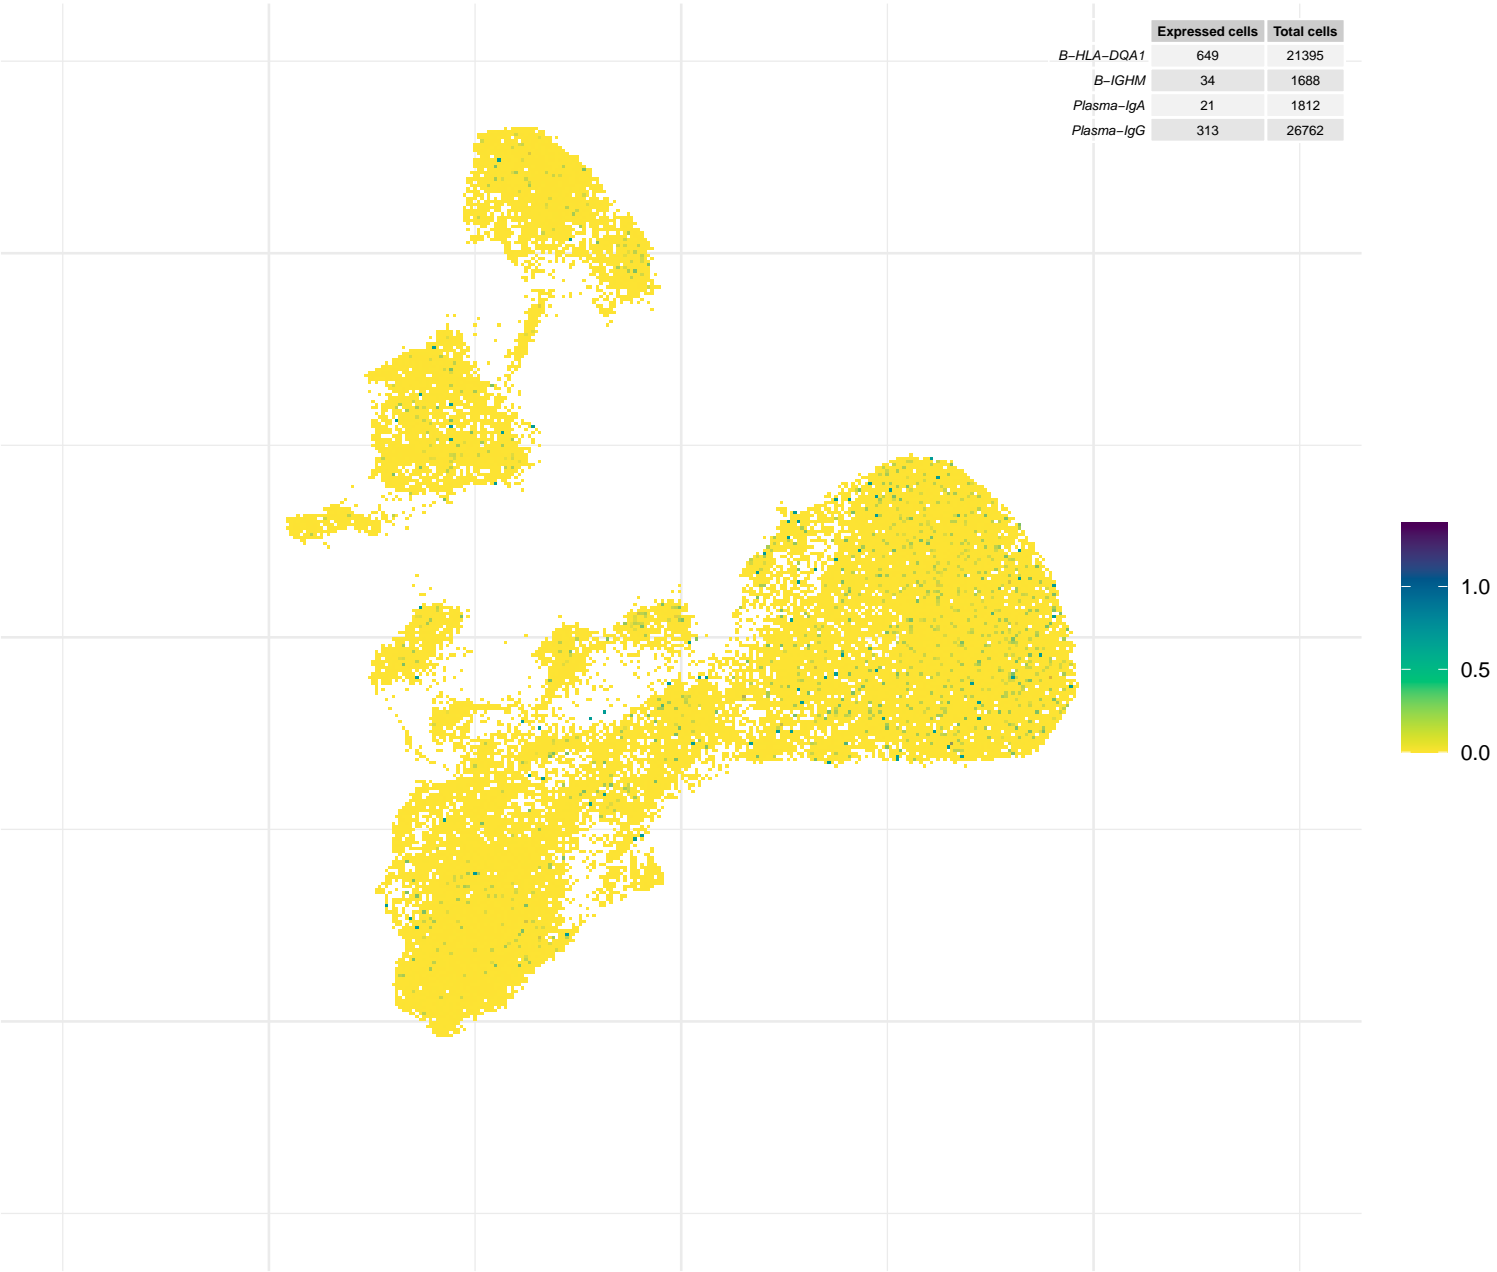 Expressed cells Total cells
B−HLA−DQA1 649 21395
B−IGHM 34 1688
Plasma−IgA 21 1812
Plasma−IgG 313 26762
1.0
0.5
0.0